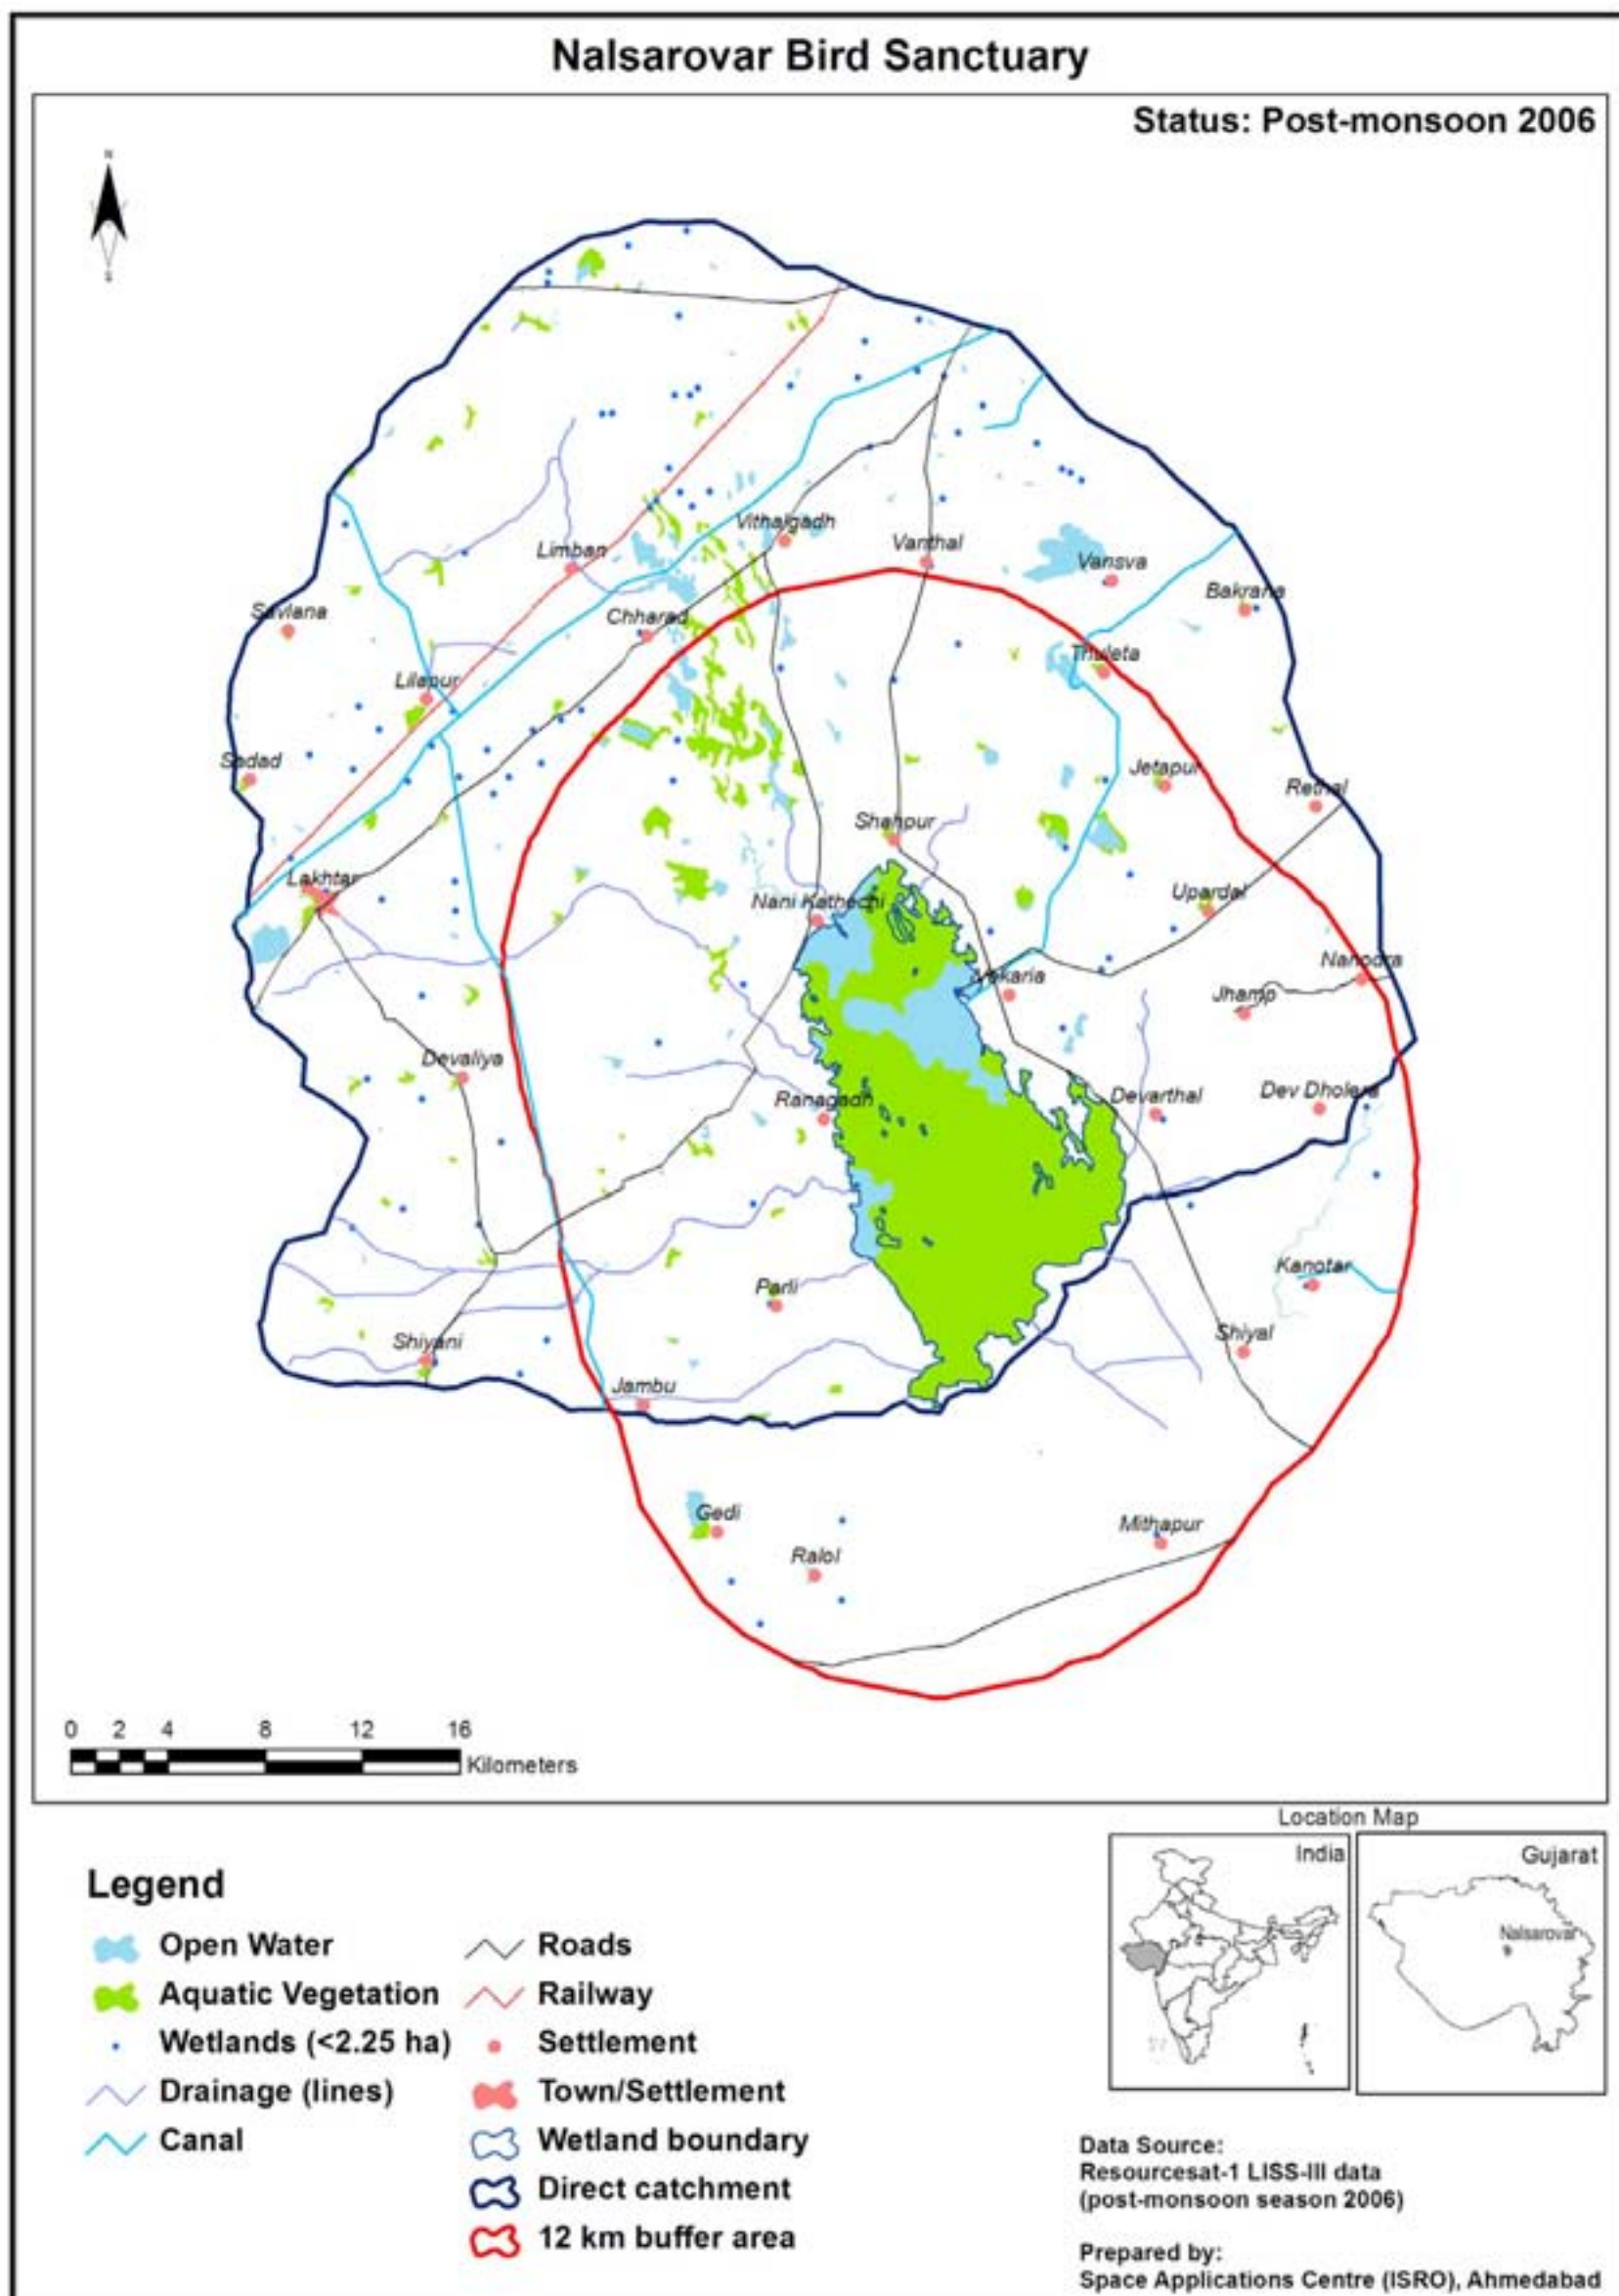 Nalsarovar Bird Sanctuary
Status: Post-monsoon 2006
N
S
Vithalgadh
Limban
Vanthal
Vansva
Bakrana
Savlana
Chharad
Thuleta
Lilapur
Sadad
Jetapur
Rethal
Shahpur
Lakhtar
Nani Kathechi
Upardal
Nanodra
Vekaria
Jhamp
Devaliya
Ranagadh
Devarthal
Dev Dholera
Kanotar
Parli
Shiyani
Shiyal
Jambu
Gedi
Mithapur
Ralol
0 2 4 8 12 16
Kilometers
Location Map
India
Gujarat
Nalsarovar
Legend
Open Water
Aquatic Vegetation
Wetlands (<2.25 ha)
Drainage (lines)
Canal
Roads
Railway
Settlement
Town/Settlement
Wetland boundary
Direct catchment
12 km buffer area
Data Source:
Resourcesat-1 LISS-III data
(post-monsoon season 2006)
Prepared by:
Space Applications Centre (ISRO), Ahmedabad